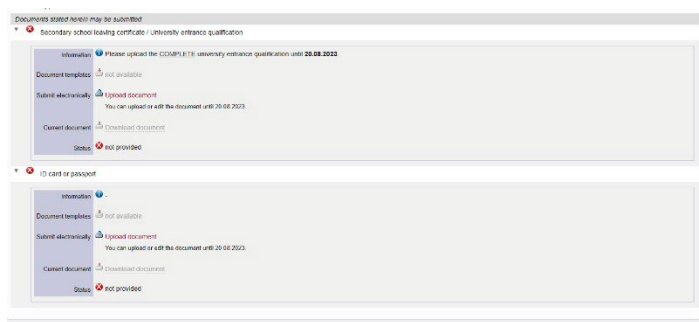 Documents stated herein may be submitted
Secondary school leaving certificate / University entrance qualification
Information Please upload the COMPLETE university entrance qualification until 20.08.2023.
Document templates not available
Submit electronically Upload document
You can upload or edit the document until 20.08.2023.
Current document Download document
Status not provided
ID card or passport
Information -
Document templates not available
Submit electronically Upload document
You can upload or edit the document until 20.08.2023.
Current document Download document
Status not provided